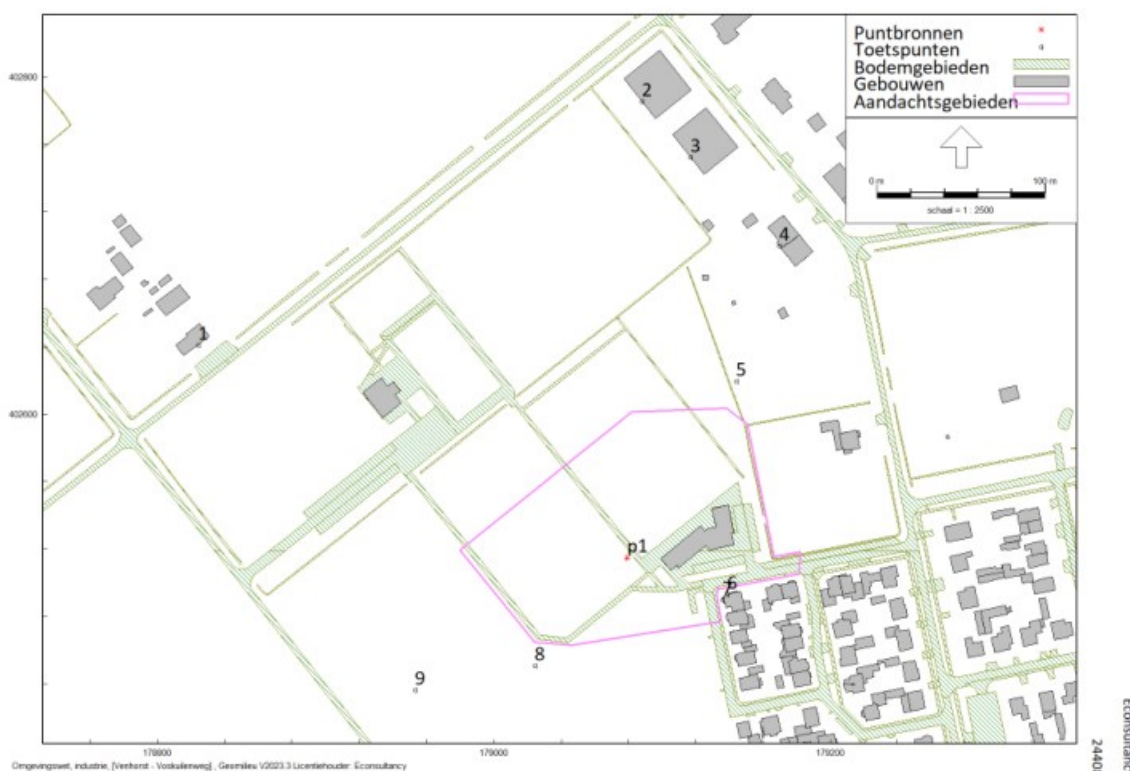 Puntbronnen
Toetspunten
Bodemgebieden
Gebouwen
Aandachtsgebieden
0 m
100 m
schaal = 1 : 2500
402800
402600
2
3
4
1
5
p1
6
7
8
9
178800
179000
179200
Omgevingswet, industrie, [Venhorst - Voskuilenweg] , Geomilieu V2023.3 Licentiehouder: Econsultancy
Econsultanc